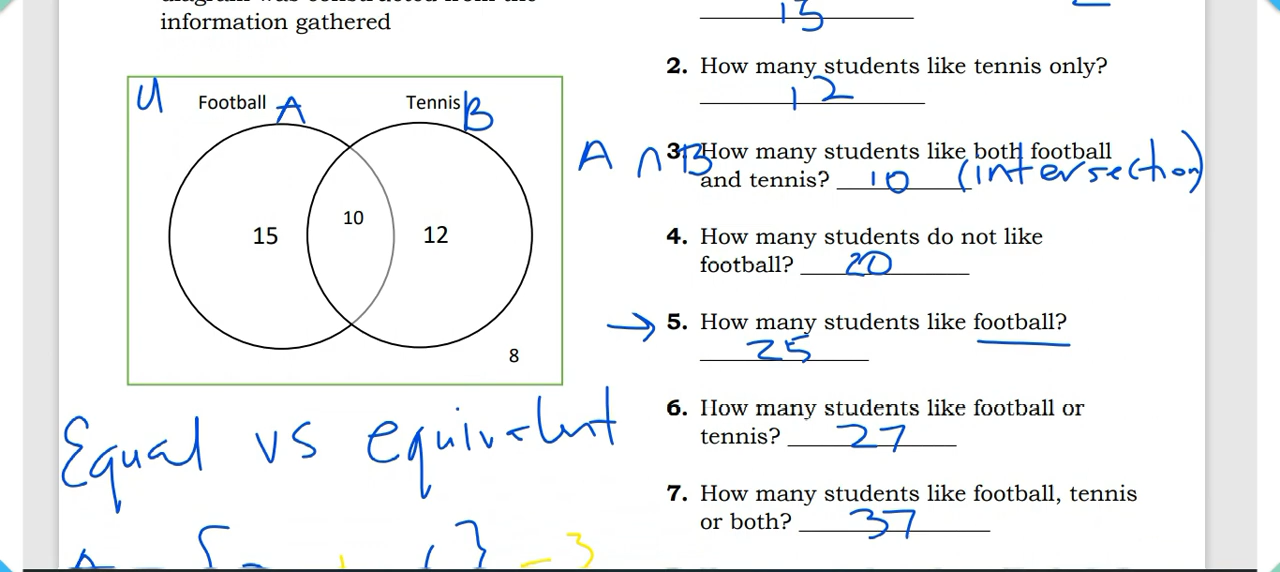 information gathered
U
Football A
Tennis B
15
10
12
8
Equal vs equivalent
A = {
} = 3
15
2. How many students like tennis only?
12
A ∩ B
3. How many students like both football
and tennis? 10 (intersection)
4. How many students do not like
football? 20
→ 5. How many students like football?
25
6. How many students like football or
tennis? 27
7. How many students like football, tennis
or both? 37